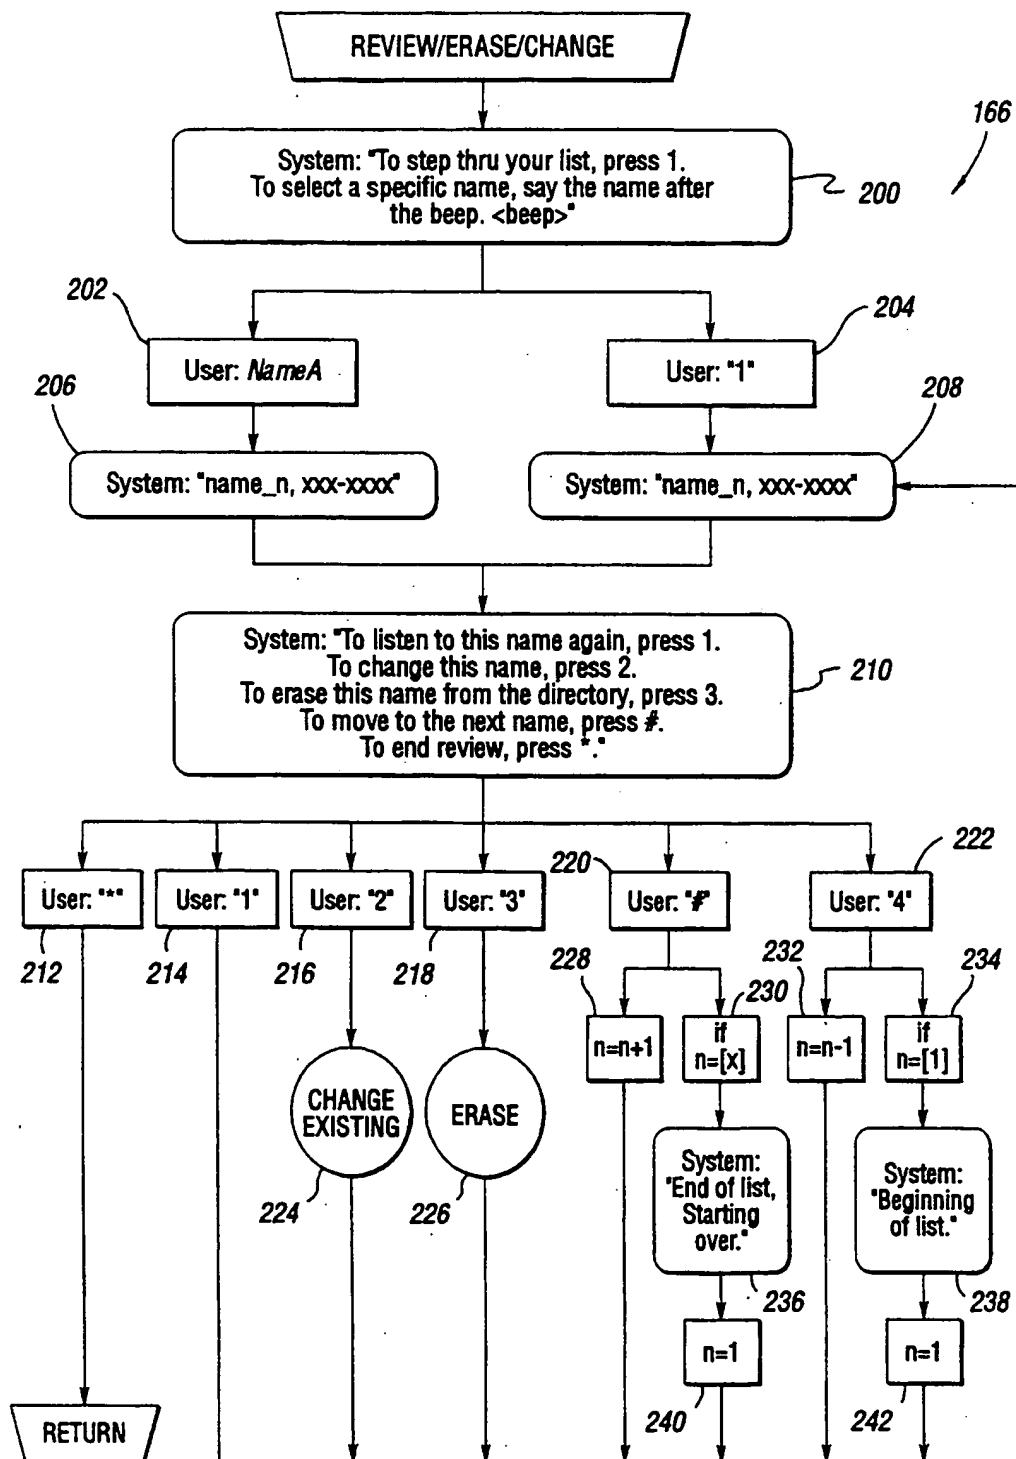 REVIEW/ERASE/CHANGE
166
System: "To step thru your list, press 1.
To select a specific name, say the name after
the beep. <beep>"
200
202
204
User: NameA
User: "1"
206
208
System: "name_n, xxx-xxxx"
System: "name_n, xxx-xxxx"
System: "To listen to this name again, press 1.
To change this name, press 2.
To erase this name from the directory, press 3.
To move to the next name, press #.
To end review, press *."
210
220
222
User: "*"
User: "1"
User: "2"
User: "3"
User: "#"
User: "4"
212
214
216
218
228
230
232
234
n=n+1
if
n=[x]
n=n-1
if
n=[1]
CHANGE
EXISTING
ERASE
224
226
System:
"End of list,
Starting
over."
System:
"Beginning
of list."
236
238
n=1
n=1
240
242
RETURN